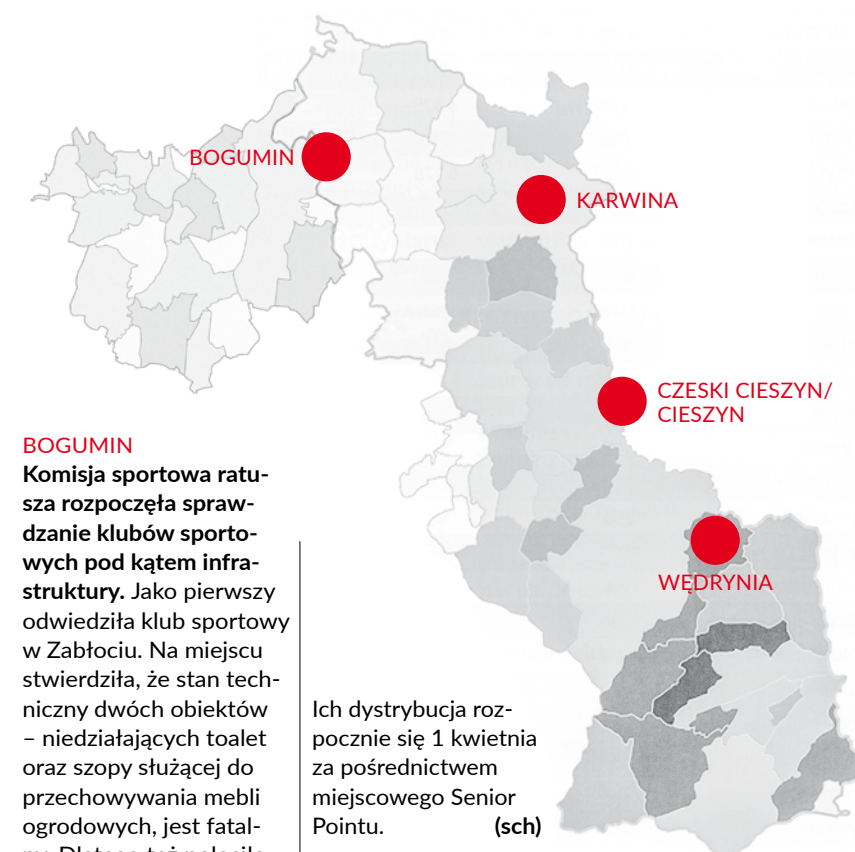 BOGUMIN
KARWINA
CZESKI CIESZYN/
CIESZYN
WĘDRYNIA
BOGUMIN
Komisja sportowa ratu-
sza rozpoczęła spraw-
dzanie klubów sporto-
wych pod kątem infra-
struktury. Jako pierwszy
odwiedziła klub sportowy
w Zabłociu. Na miejscu
stwierdziła, że stan tech-
niczny dwóch obiektów
– niedziałających toalet
oraz szopy służącej do
przechowywania mebli
ogrodowych, jest fatal-
Ich dystrybucja roz-
pocznie się 1 kwietnia
za pośrednictwem
miejscowego Senior
Pointu. (sch)